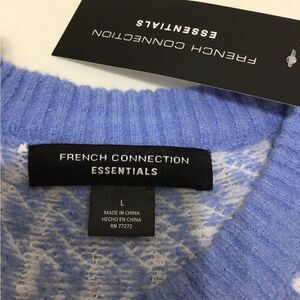 FRENCH CONNECTION
ESSENTIALS
FRENCH CONNECTION
ESSENTIALS
L
MADE IN CHINA
HECHO EN CHINA
RN 77272